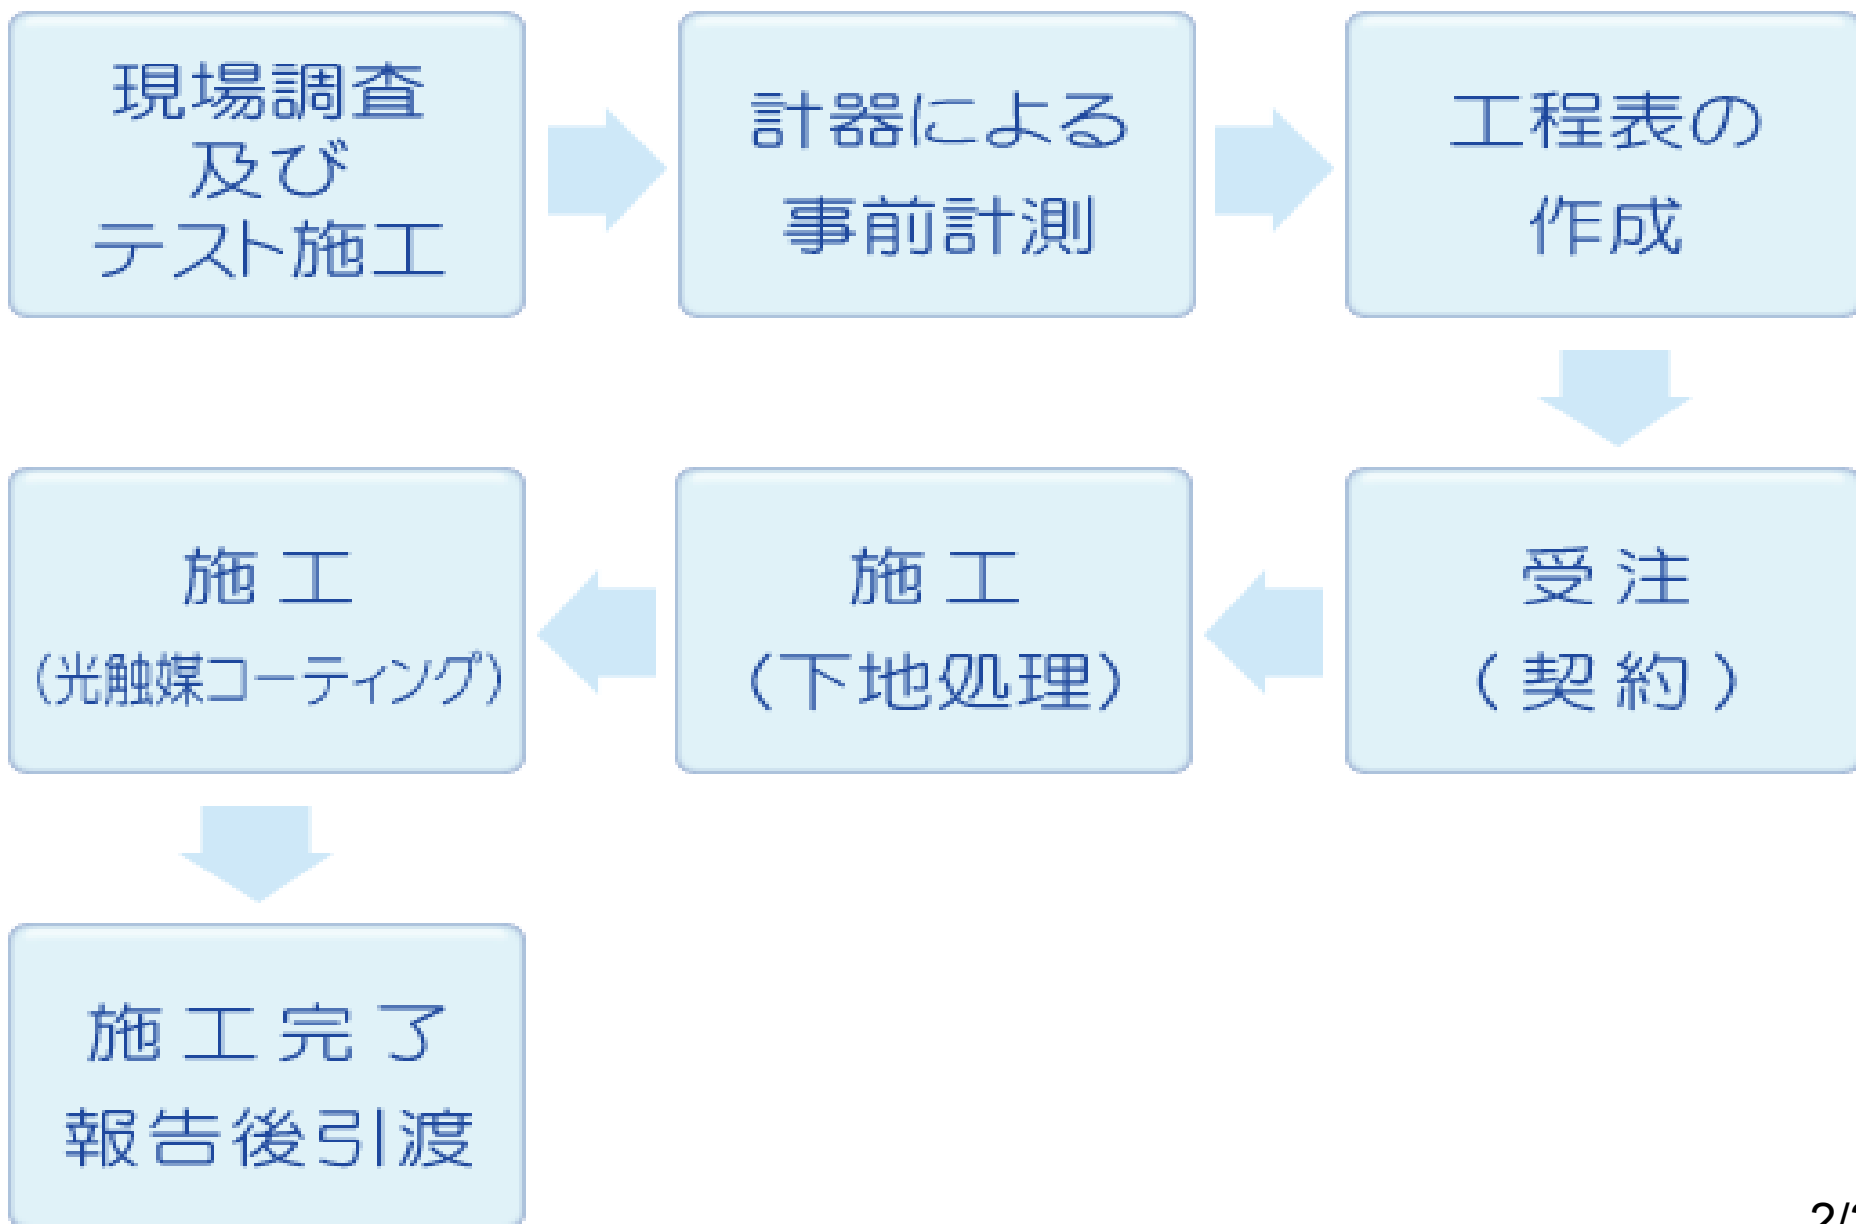 現場調査
及び
テスト施工
計器による
事前計測
工程表の
作成
受注
(契約)
施工
(下地処理)
施工
(光触媒コーティング)
施工完了
報告後引渡